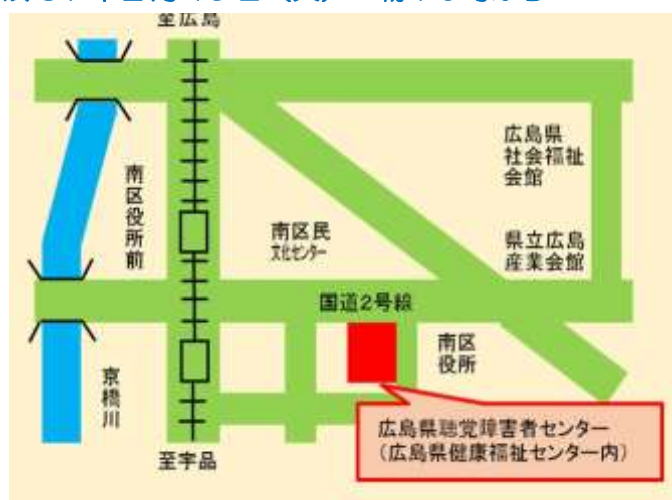 至広島
広島県
社会福祉
会館
南区役所前
南区民
文化センター
県立広島
産業会館
国道2号線
南区
役所
京橋川
広島県聴覚障害者センター
(広島県健康福祉センター内)
至宇品